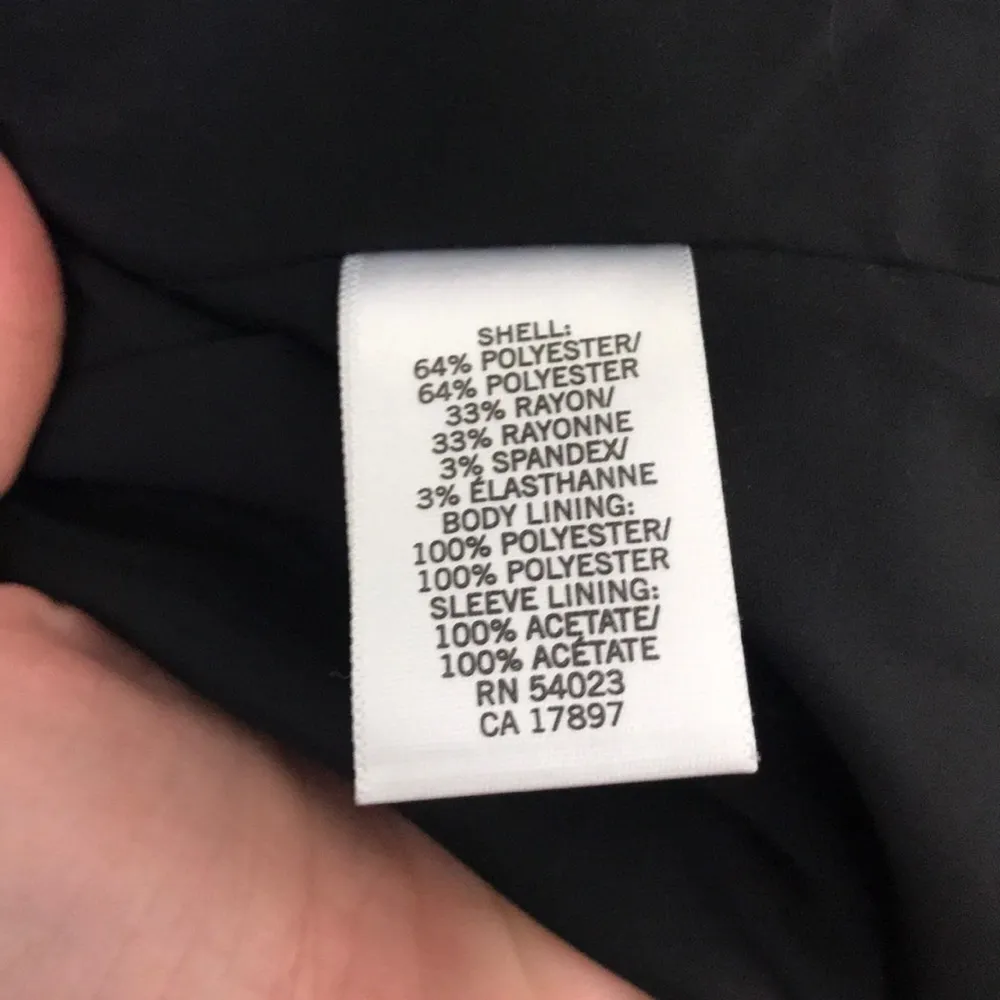 SHELL:
64% POLYESTER/
64% POLYESTER
33% RAYON/
33% RAYONNE
3% SPANDEX/
3% ÉLASTHANNE
BODY LINING:
100% POLYESTER/
100% POLYESTER
SLEEVE LINING:
100% ACETATE/
100% ACÉTATE
RN 54023
CA 17897